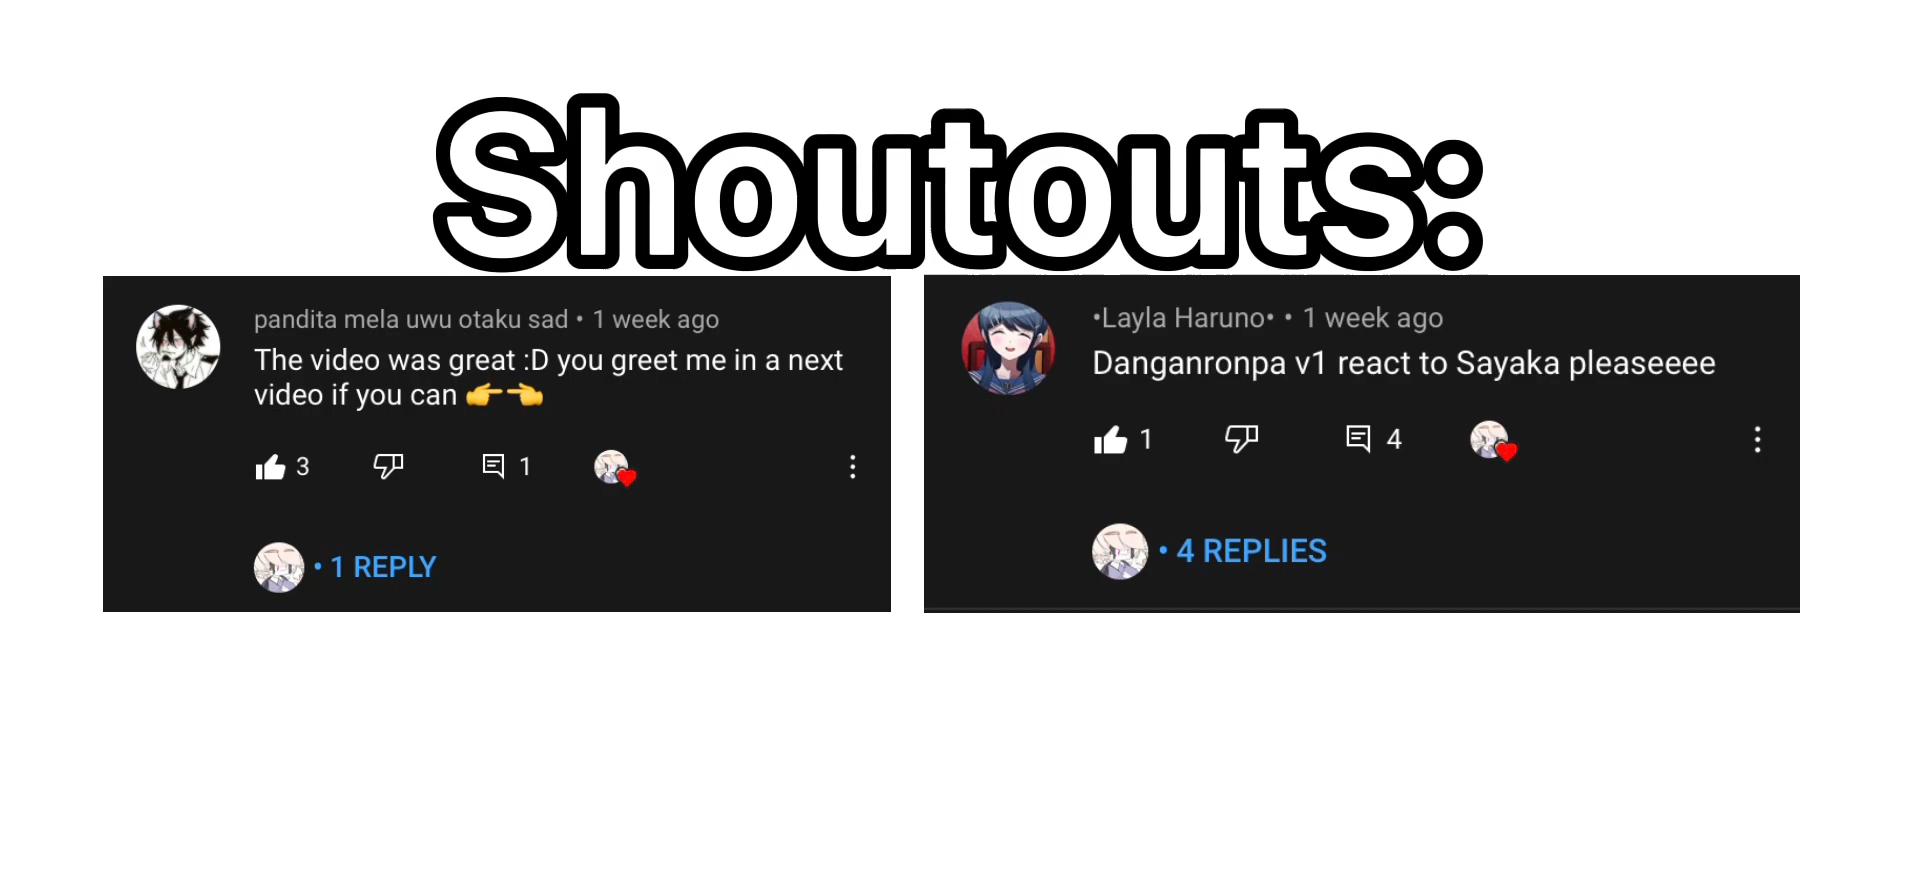 Shoutouts:
pandita mela uwu otaku sad • 1 week ago
The video was great :D you greet me in a next
video if you can 👉👈
3
1
• 1 REPLY
•Layla Haruno• • 1 week ago
Danganronpa v1 react to Sayaka pleaseeee
1
4
• 4 REPLIES